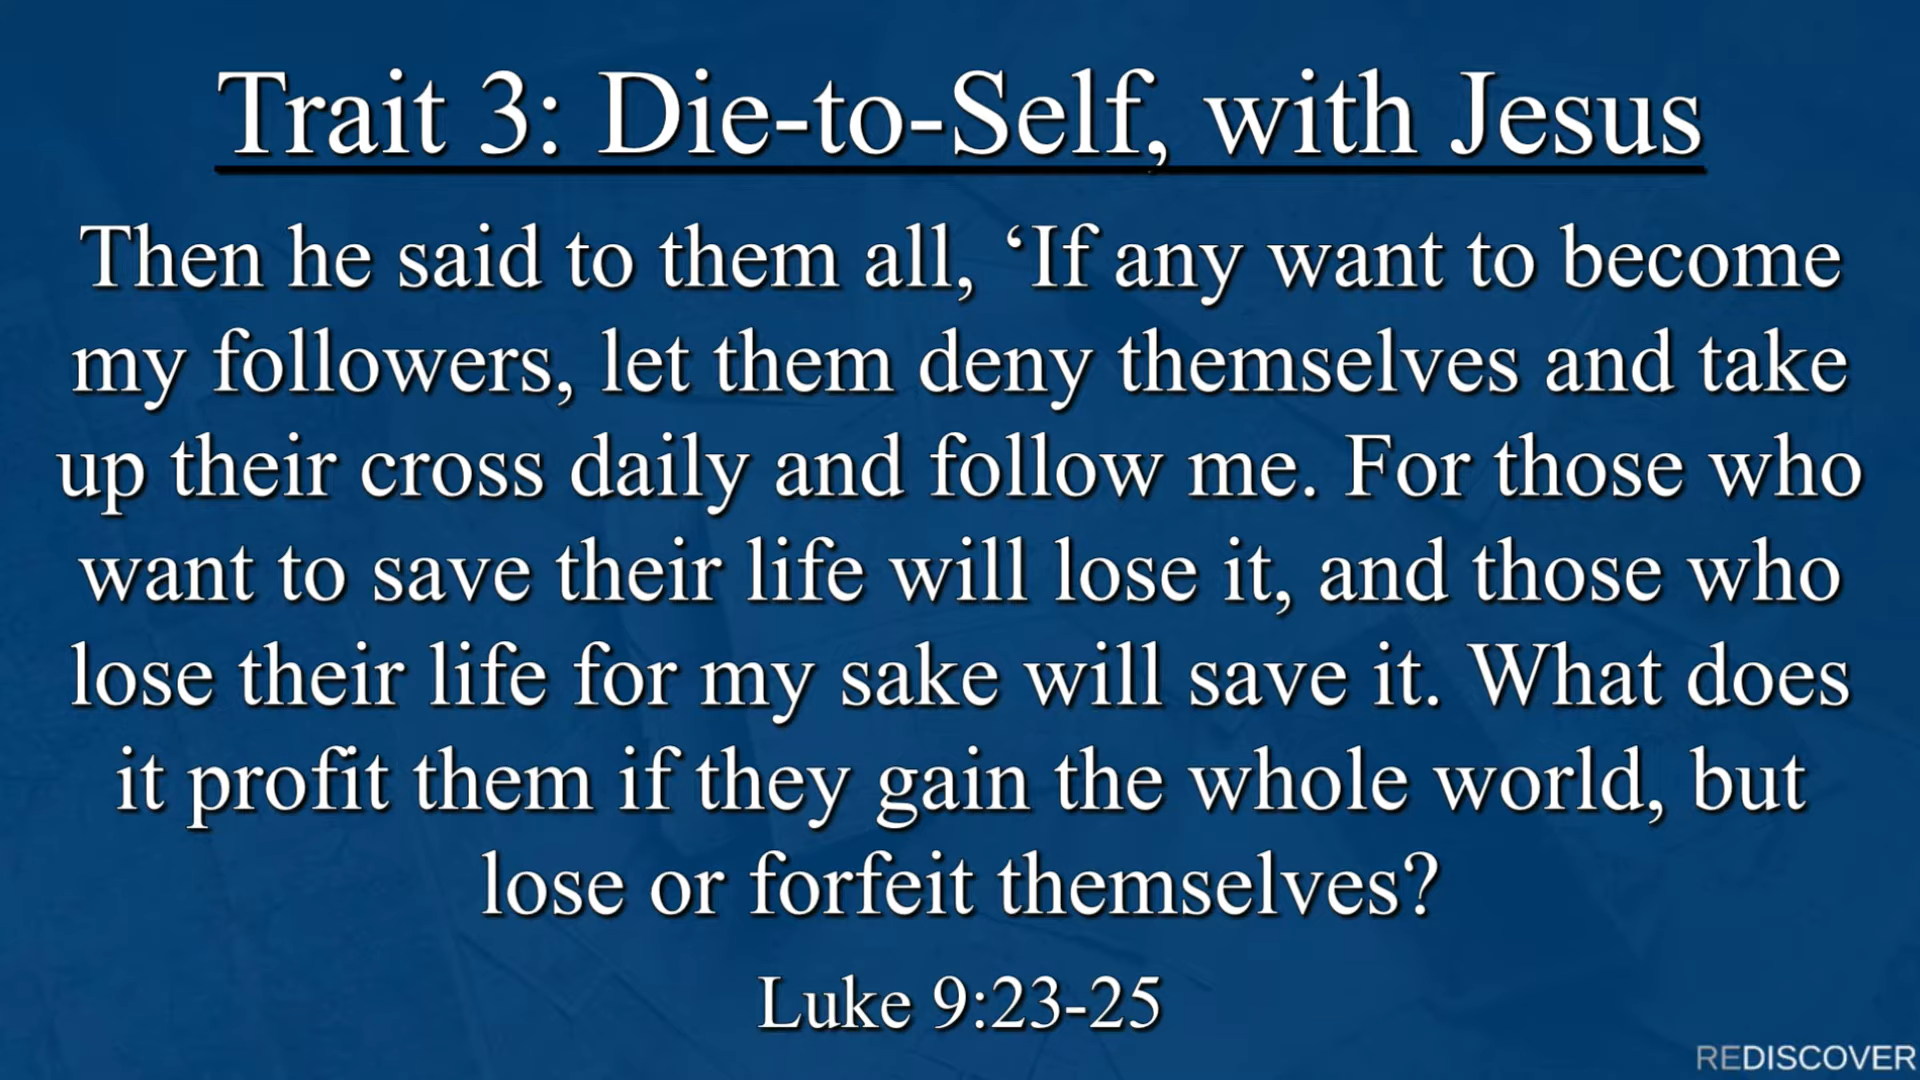 Trait 3: Die-to-Self, with Jesus
Then he said to them all, ‘If any want to become
my followers, let them deny themselves and take
up their cross daily and follow me. For those who
want to save their life will lose it, and those who
lose their life for my sake will save it. What does
it profit them if they gain the whole world, but
lose or forfeit themselves?
Luke 9:23-25
REDISCOVER